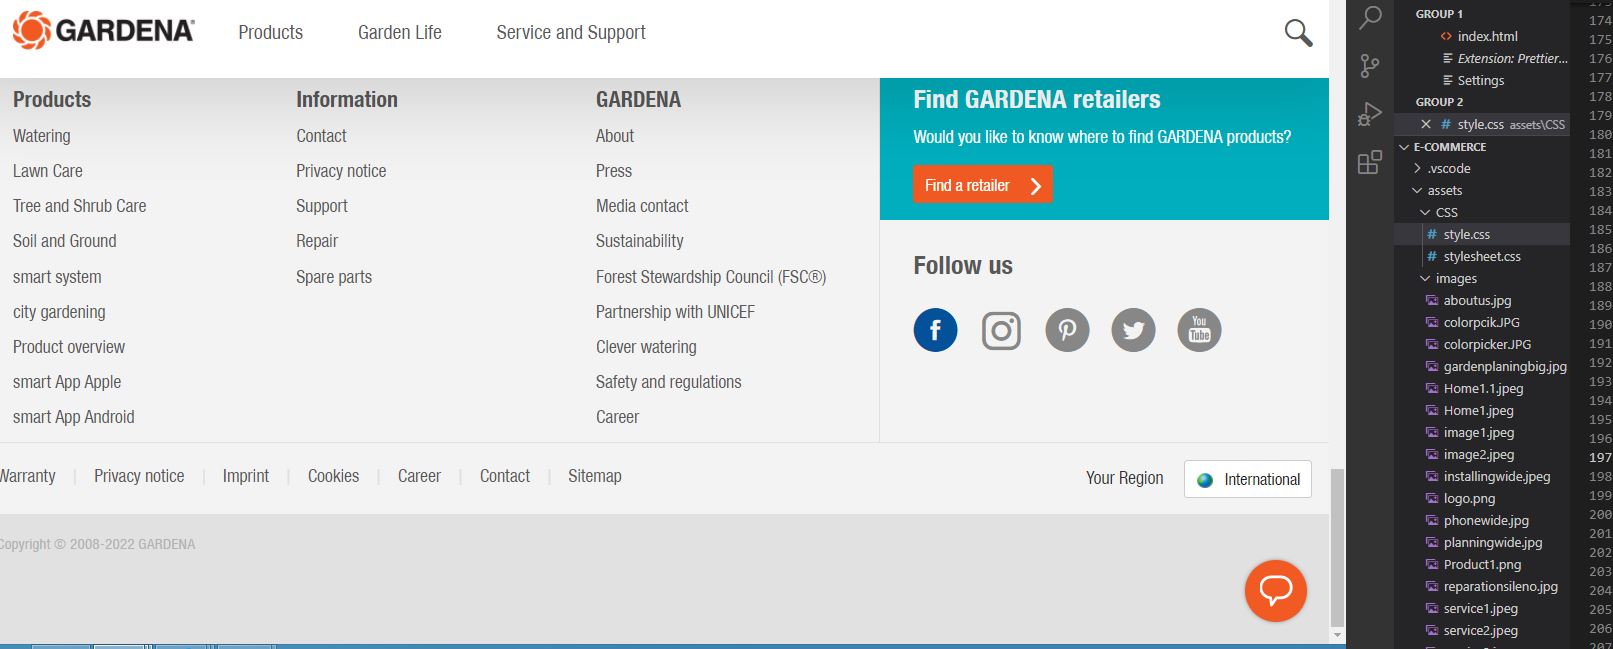 GARDENA
Products
Garden Life
Service and Support
Products
Watering
Lawn Care
Tree and Shrub Care
Soil and Ground
smart system
city gardening
Product overview
smart App Apple
smart App Android
Information
Contact
Privacy notice
Support
Repair
Spare parts
GARDENA
About
Press
Media contact
Sustainability
Forest Stewardship Council (FSC®)
Partnership with UNICEF
Clever watering
Safety and regulations
Career
Find GARDENA retailers
Would you like to know where to find GARDENA products?
Find a retailer
Follow us
You
Tube
Warranty
Privacy notice
Imprint
Cookies
Career
Contact
Sitemap
Your Region
International
Copyright © 2008-2022 GARDENA
GROUP 1
index.html
Extension: Prettier...
Settings
GROUP 2
style.css assets\CSS
E-COMMERCE
.vscode
assets
CSS
style.css
stylesheet.css
images
aboutus.jpg
colorpcik.JPG
colorpicker.JPG
gardenplaningbig.jpg
Home1.1.jpeg
Home1.jpeg
image1.jpeg
image2.jpeg
installingwide.jpeg
logo.png
phonewide.jpg
planningwide.jpg
Product1.png
reparationsileno.jpg
service1.jpeg
service2.jpeg
174
175
176
177
178
179
180
181
182
183
184
185
186
187
188
189
190
191
192
193
194
195
196
197
198
199
200
201
202
203
204
205
206